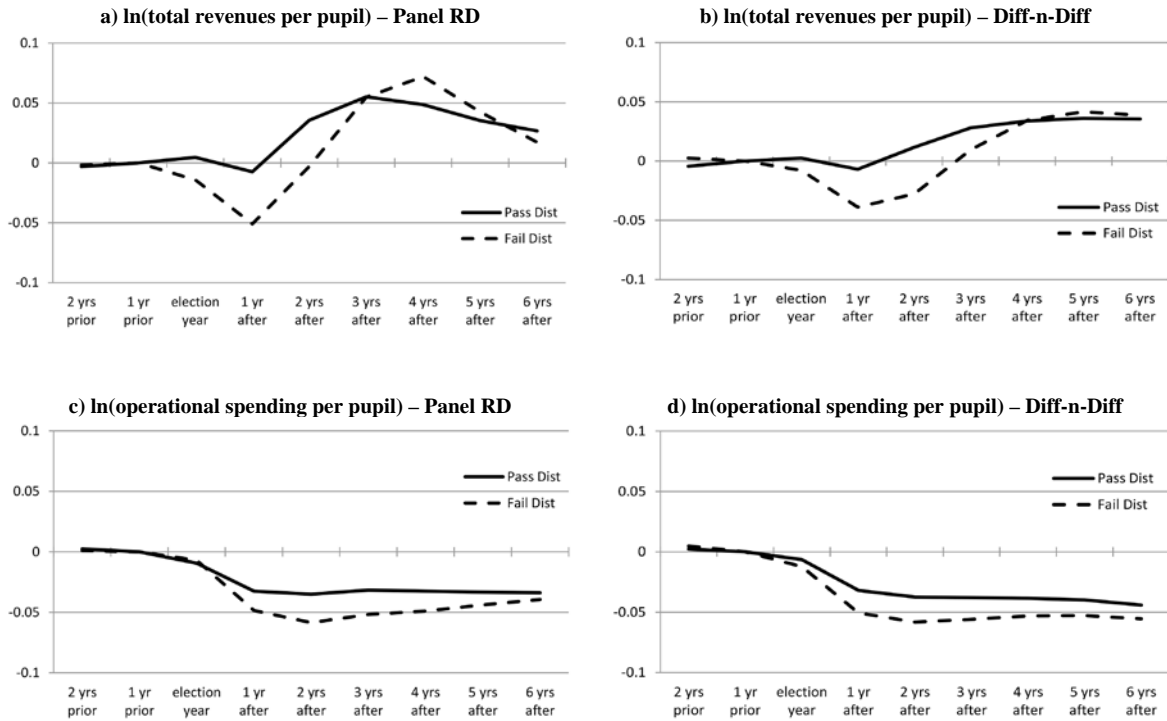 a) ln(total revenues per pupil) – Panel RD
0.1
0.05
0
-0.05
-0.1
Pass Dist
Fail Dist
2 yrs prior
1 yr prior
election year
1 yr after
2 yrs after
3 yrs after
4 yrs after
5 yrs after
6 yrs after
b) ln(total revenues per pupil) – Diff-n-Diff
0.1
0.05
0
-0.05
-0.1
Pass Dist
Fail Dist
2 yrs prior
1 yr prior
election year
1 yr after
2 yrs after
3 yrs after
4 yrs after
5 yrs after
6 yrs after
c) ln(operational spending per pupil) – Panel RD
0.1
0.05
0
-0.05
-0.1
Pass Dist
Fail Dist
2 yrs prior
1 yr prior
election year
1 yr after
2 yrs after
3 yrs after
4 yrs after
5 yrs after
6 yrs after
d) ln(operational spending per pupil) – Diff-n-Diff
0.1
0.05
0
-0.05
-0.1
Pass Dist
Fail Dist
2 yrs prior
1 yr prior
election year
1 yr after
2 yrs after
3 yrs after
4 yrs after
5 yrs after
6 yrs after